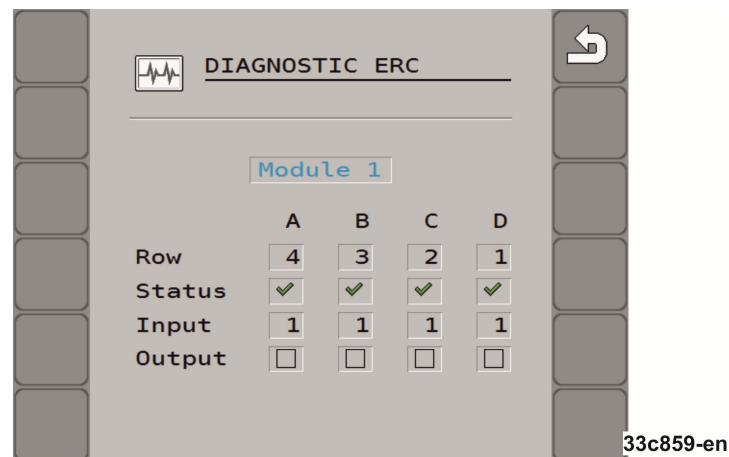 DIAGNOSTIC ERC
Module 1
A B C D
Row 4 3 2 1
Status
Input 1 1 1 1
Output
33c859-en